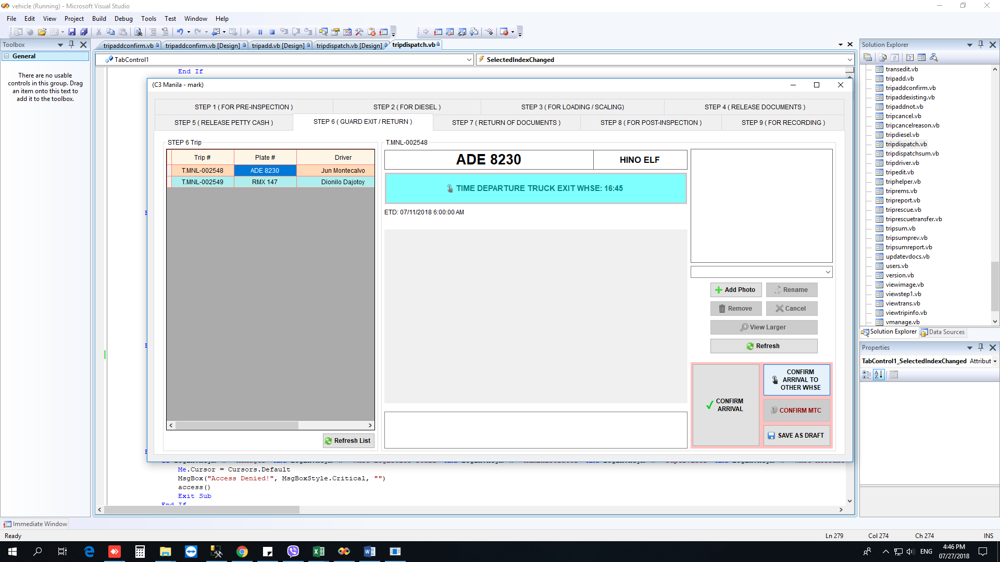 vehicle (Running) - Microsoft Visual Studio
File Edit View Project Build Debug Tools Test Window Help
Toolbox
General
There are no usable
controls in this group. Drag
an item onto this text to
add it to the toolbox.
tripaddconfirm.vb
tripaddconfirm.vb [Design]
tripadd.vb [Design]
tripdispatch.vb [Design]
tripdispatch.vb
TabControl1
SelectedIndexChanged
End If
(C3 Manila - mark)
STEP 1 ( FOR PRE-INSPECTION )
STEP 2 ( FOR DIESEL )
STEP 3 ( FOR LOADING / SCALING)
STEP 4 ( RELEASE DOCUMENTS )
STEP 5 ( RELEASE PETTY CASH )
STEP 6 ( GUARD EXIT / RETURN )
STEP 7 ( RETURN OF DOCUMENTS )
STEP 8 ( FOR POST-INSPECTION )
STEP 9 ( FOR RECORDING )
STEP 6 Trip
Trip # Plate # Driver
T.MNL-002548 ADE 8230 Jun Montecalvo
T.MNL-002549 RMX 147 Dionilo Dajotoy
Refresh List
T.MNL-002548
ADE 8230
HINO ELF
TIME DEPARTURE TRUCK EXIT WHSE: 16:45
ETD: 07/11/2018 6:00:00 AM
Add Photo
Rename
Remove
Cancel
View Larger
Refresh
CONFIRM
ARRIVAL
CONFIRM
ARRIVAL TO
OTHER WHSE
CONFIRM MTC
SAVE AS DRAFT
Me.Cursor = Cursors.Default
MsgBox("Access Denied!", MsgBoxStyle.Critical, "")
access()
Exit Sub
End If
Solution Explorer
transedit.vb
tripadd.vb
tripaddconfirm.vb
tripaddexisting.vb
tripaddnot.vb
tripcancel.vb
tripcancelreason.vb
tripdiesel.vb
tripdispatch.vb
tripdispatchsum.vb
tripdriver.vb
tripedit.vb
triphelper.vb
triprems.vb
tripreport.vb
triprescue.vb
triprescuetransfer.vb
tripsum.vb
tripsumprev.vb
tripsumreport.vb
updatevdocs.vb
users.vb
version.vb
viewimage.vb
viewstep1.vb
viewtrans.vb
viewtripinfo.vb
vmanage.vb
Solution Explorer
Data Sources
Properties
TabControl1_SelectedIndexChanged Attribut
Immediate Window
Ready
Ln 279 Col 274 Ch 274 INS
ENG
4:46 PM
07/27/2018